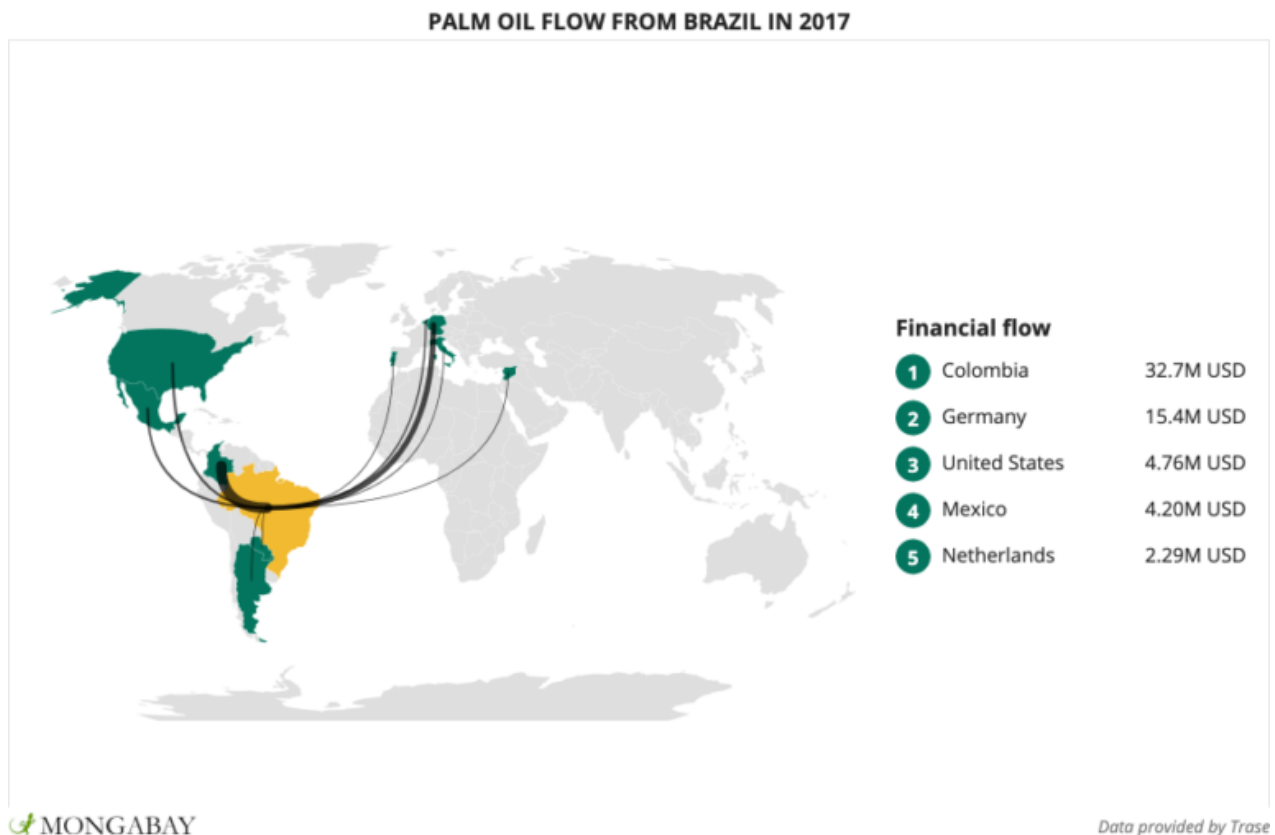 PALM OIL FLOW FROM BRAZIL IN 2017
Financial flow
1 Colombia 32.7M USD
2 Germany 15.4M USD
3 United States 4.76M USD
4 Mexico 4.20M USD
5 Netherlands 2.29M USD
MONGABAY
Data provided by Trase